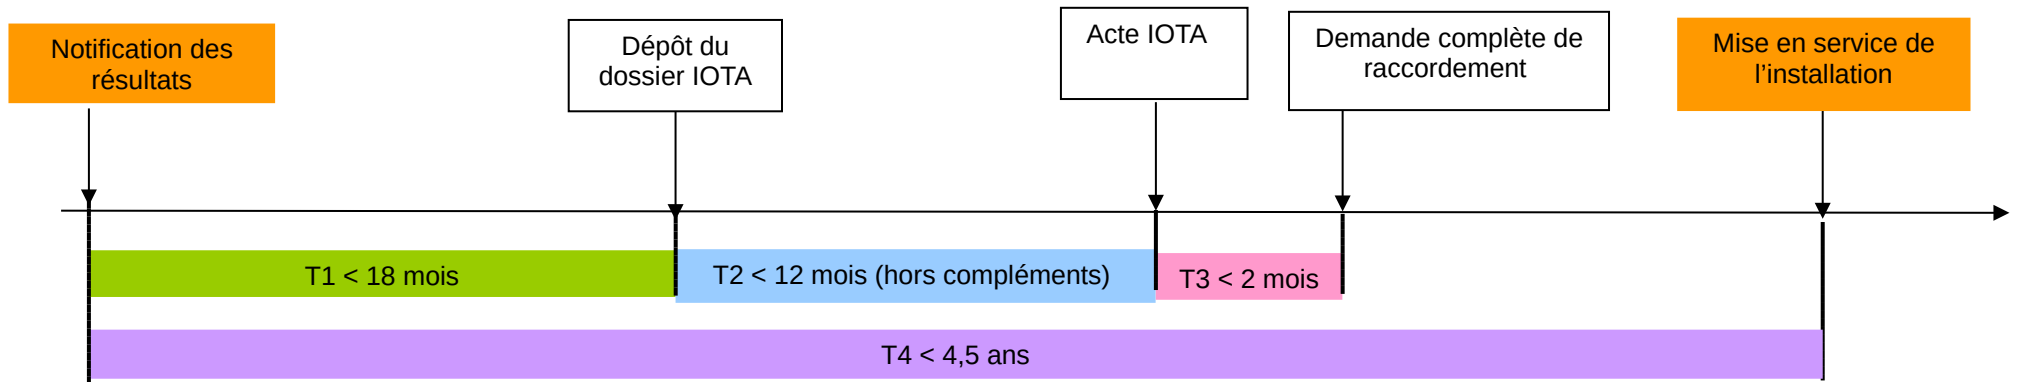 Notification des
résultats
Dépôt du
dossier IOTA
Acte IOTA
Demande complète de
raccordement
Mise en service de
l’installation
T1 < 18 mois
T2 < 12 mois (hors compléments)
T3 < 2 mois
T4 < 4,5 ans